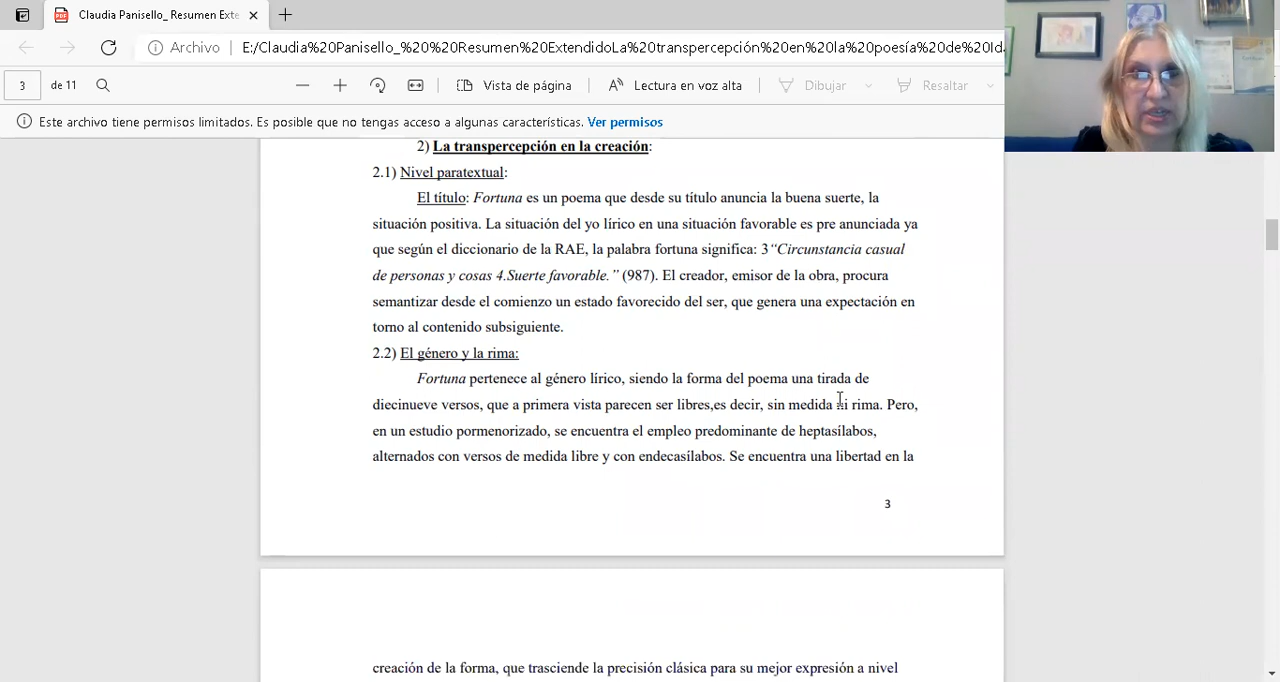 Claudia Panisello_ Resumen Exte
Archivo
E:/Claudia%20Panisello_%20%20Resumen%20ExtendidoLa%20transpercepción%20en%20la%20poesía%20de%20Ida
3 de 11
Vista de página
Lectura en voz alta
Dibujar
Resaltar
Este archivo tiene permisos limitados. Es posible que no tengas acceso a algunas características. Ver permisos
2) La transpercepción en la creación:
2.1) Nivel paratextual:
El título: Fortuna es un poema que desde su título anuncia la buena suerte, la
situación positiva. La situación del yo lírico en una situación favorable es pre anunciada ya
que según el diccionario de la RAE, la palabra fortuna significa: 3“Circunstancia casual
de personas y cosas 4.Suerte favorable.” (987). El creador, emisor de la obra, procura
semantizar desde el comienzo un estado favorecido del ser, que genera una expectación en
torno al contenido subsiguiente.
2.2) El género y la rima:
Fortuna pertenece al género lírico, siendo la forma del poema una tirada de
diecinueve versos, que a primera vista parecen ser libres,es decir, sin medida ni rima. Pero,
en un estudio pormenorizado, se encuentra el empleo predominante de heptasílabos,
alternados con versos de medida libre y con endecasílabos. Se encuentra una libertad en la
3
creación de la forma, que trasciende la precisión clásica para su mejor expresión a nivel